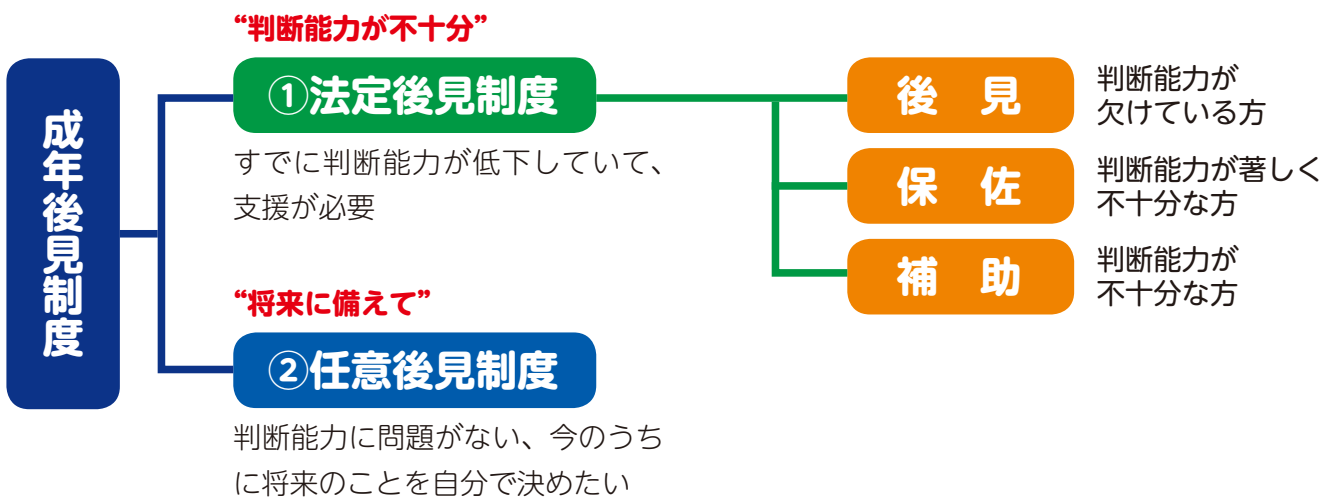 成年後見制度
“判断能力が不十分”
①法定後見制度
すでに判断能力が低下していて、
支援が必要
後　見
判断能力が
欠けている方
保　佐
判断能力が著しく
不十分な方
補　助
判断能力が
不十分な方
“将来に備えて”
②任意後見制度
判断能力に問題がない、今のうち
に将来のことを自分で決めたい